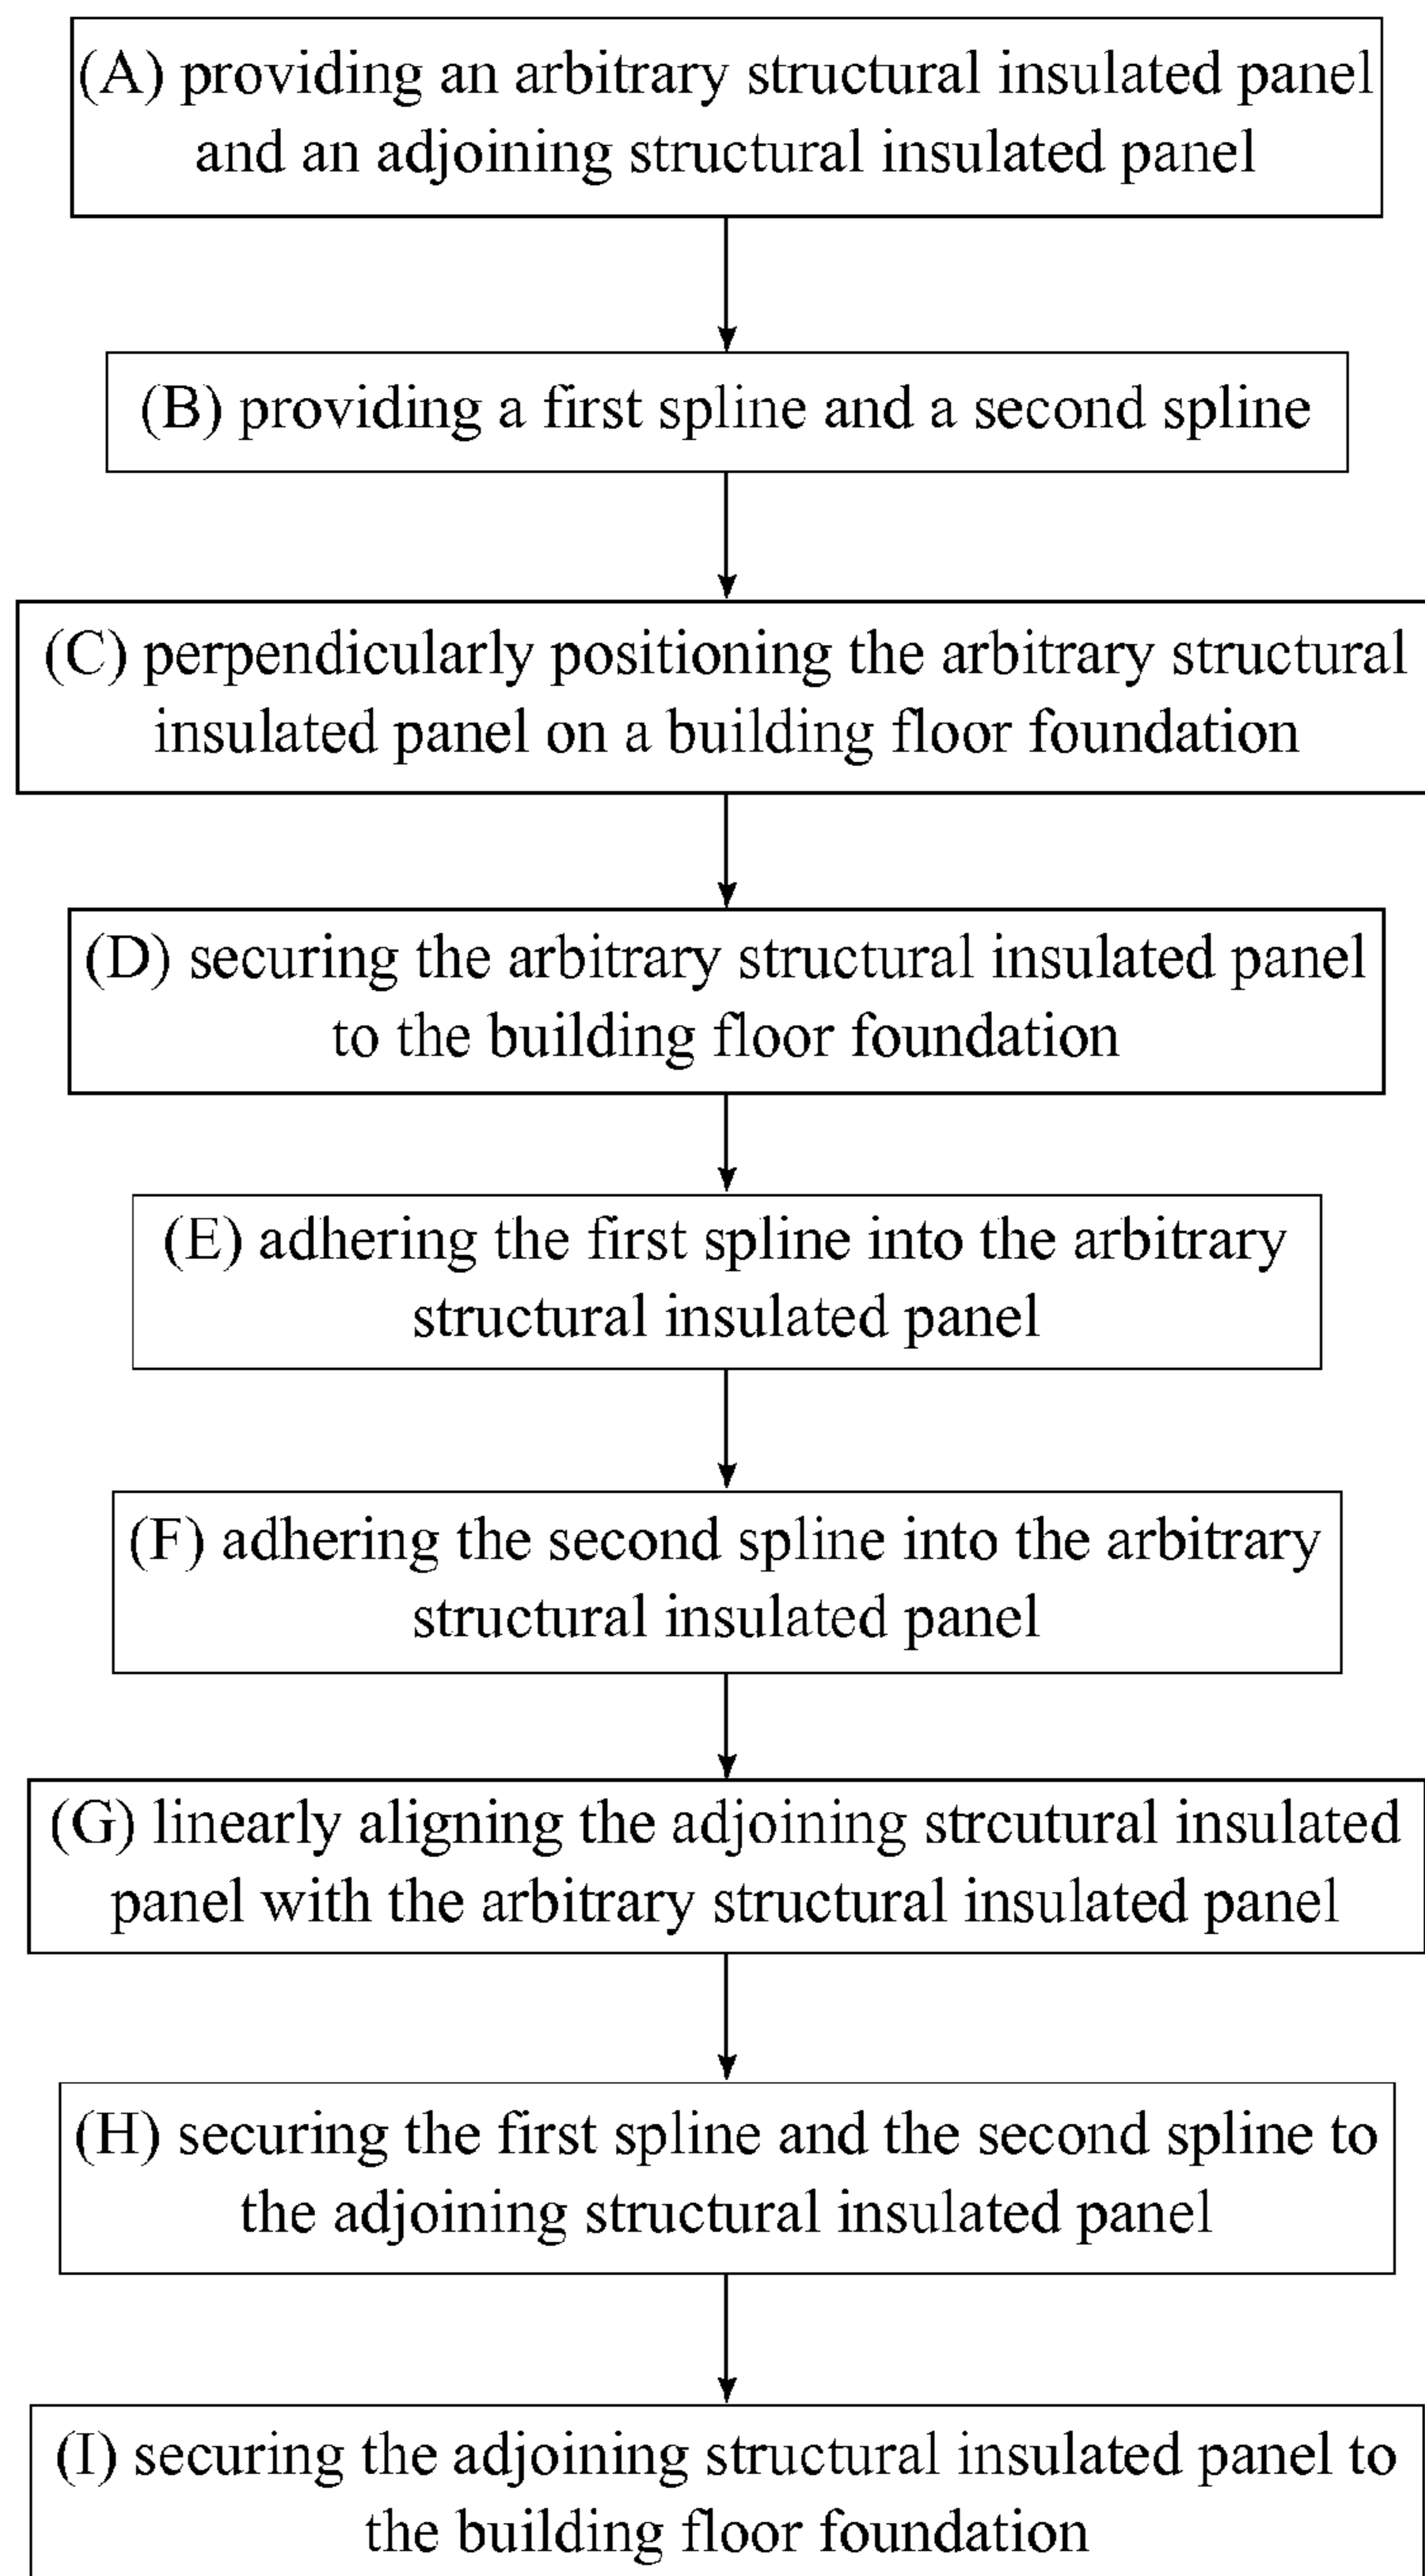 (A) providing an arbitrary structural insulated panel
and an adjoining structural insulated panel
(B) providing a first spline and a second spline
(C) perpendicularly positioning the arbitrary structural
insulated panel on a building floor foundation
(D) securing the arbitrary structural insulated panel
to the building floor foundation
(E) adhering the first spline into the arbitrary
structural insulated panel
(F) adhering the second spline into the arbitrary
structural insulated panel
(G) linearly aligning the adjoining strcutural insulated
panel with the arbitrary structural insulated panel
(H) securing the first spline and the second spline to
the adjoining structural insulated panel
(I) securing the adjoining structural insulated panel to
the building floor foundation